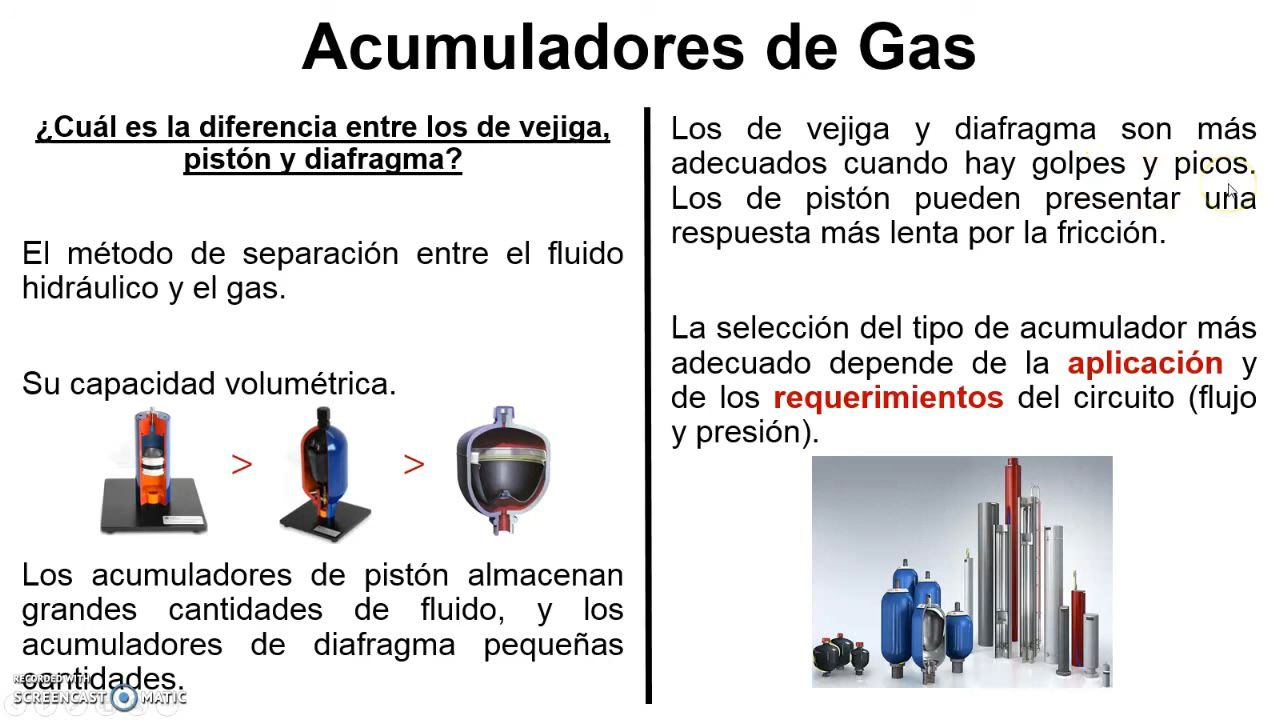 Acumuladores de Gas
¿Cuál es la diferencia entre los de vejiga,
pistón y diafragma?
El método de separación entre el fluido
hidráulico y el gas.
Su capacidad volumétrica.
> >
Los acumuladores de pistón almacenan
grandes cantidades de fluido, y los
acumuladores de diafragma pequeñas
cantidades.
RECORDED WITH
SCREENCAST MATIC
Los de vejiga y diafragma son más
adecuados cuando hay golpes y picos.
Los de pistón pueden presentar una
respuesta más lenta por la fricción.
La selección del tipo de acumulador más
adecuado depende de la aplicación y
de los requerimientos del circuito (flujo
y presión).